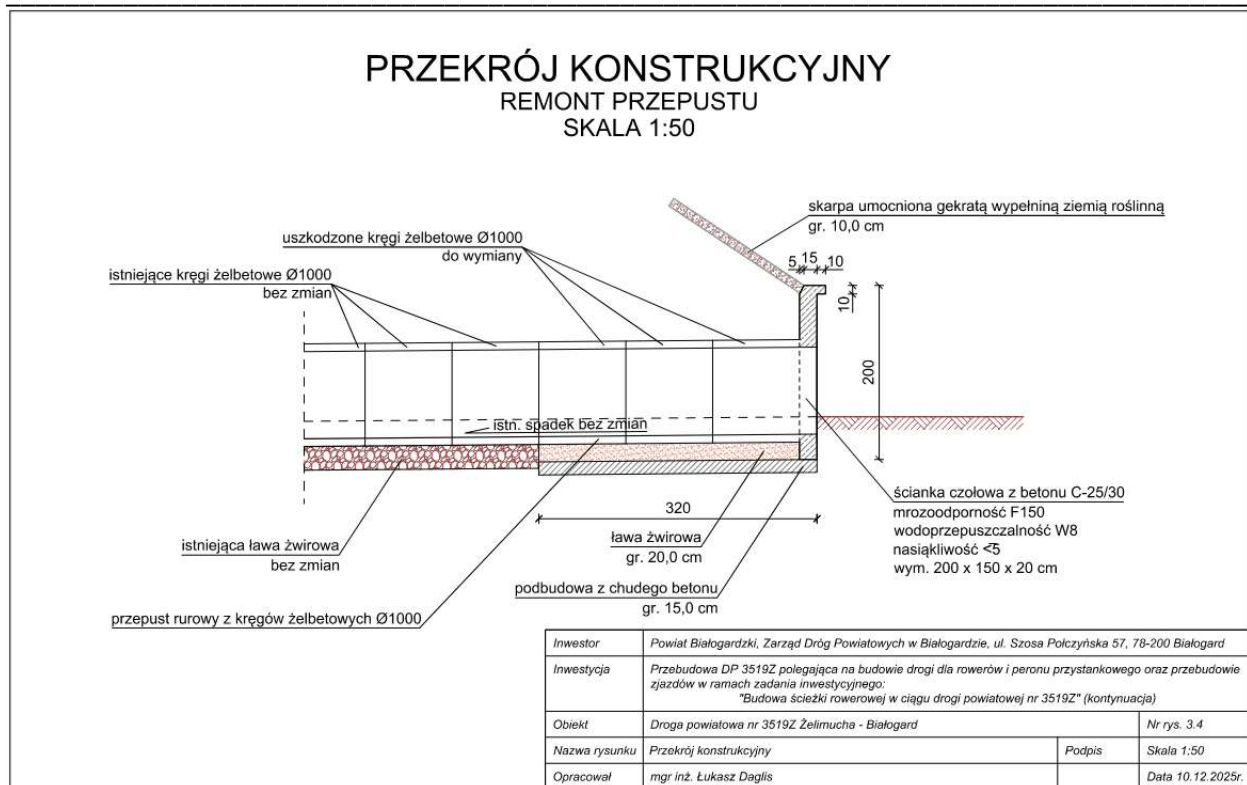 PRZEKRÓJ KONSTRUKCYJNY
REMONT PRZEPUSTU
SKALA 1:50
skarpa umocniona gekratą wypełniną ziemią roślinną
gr. 10,0 cm
uszkodzone kręgi żelbetowe Ø1000
do wymiany
istniejące kręgi żelbetowe Ø1000
bez zmian
5 15 10
10
200
istn. spadek bez zmian
320
ścianka czołowa z betonu C-25/30
mrozoodporność F150
wodoprzepuszczalność W8
nasiąkliwość <5
wym. 200 x 150 x 20 cm
istniejąca ława żwirowa
bez zmian
ława żwirowa
gr. 20,0 cm
podbudowa z chudego betonu
gr. 15,0 cm
przepust rurowy z kręgów żelbetowych Ø1000
Inwestor Powiat Białogardzki, Zarząd Dróg Powiatowych w Białogardzie, ul. Szosa Połczyńska 57, 78-200 Białogard
Inwestycja Przebudowa DP 3519Z polegająca na budowie drogi dla rowerów i peronu przystankowego oraz przebudowie
zjazdów w ramach zadania inwestycyjnego:
"Budowa ścieżki rowerowej w ciągu drogi powiatowej nr 3519Z" (kontynuacja)
Obiekt Droga powiatowa nr 3519Z Żelimucha - Białogard Nr rys. 3.4
Nazwa rysunku Przekrój konstrukcyjny Podpis Skala 1:50
Opracował mgr inż. Łukasz Daglis Data 10.12.2025r.